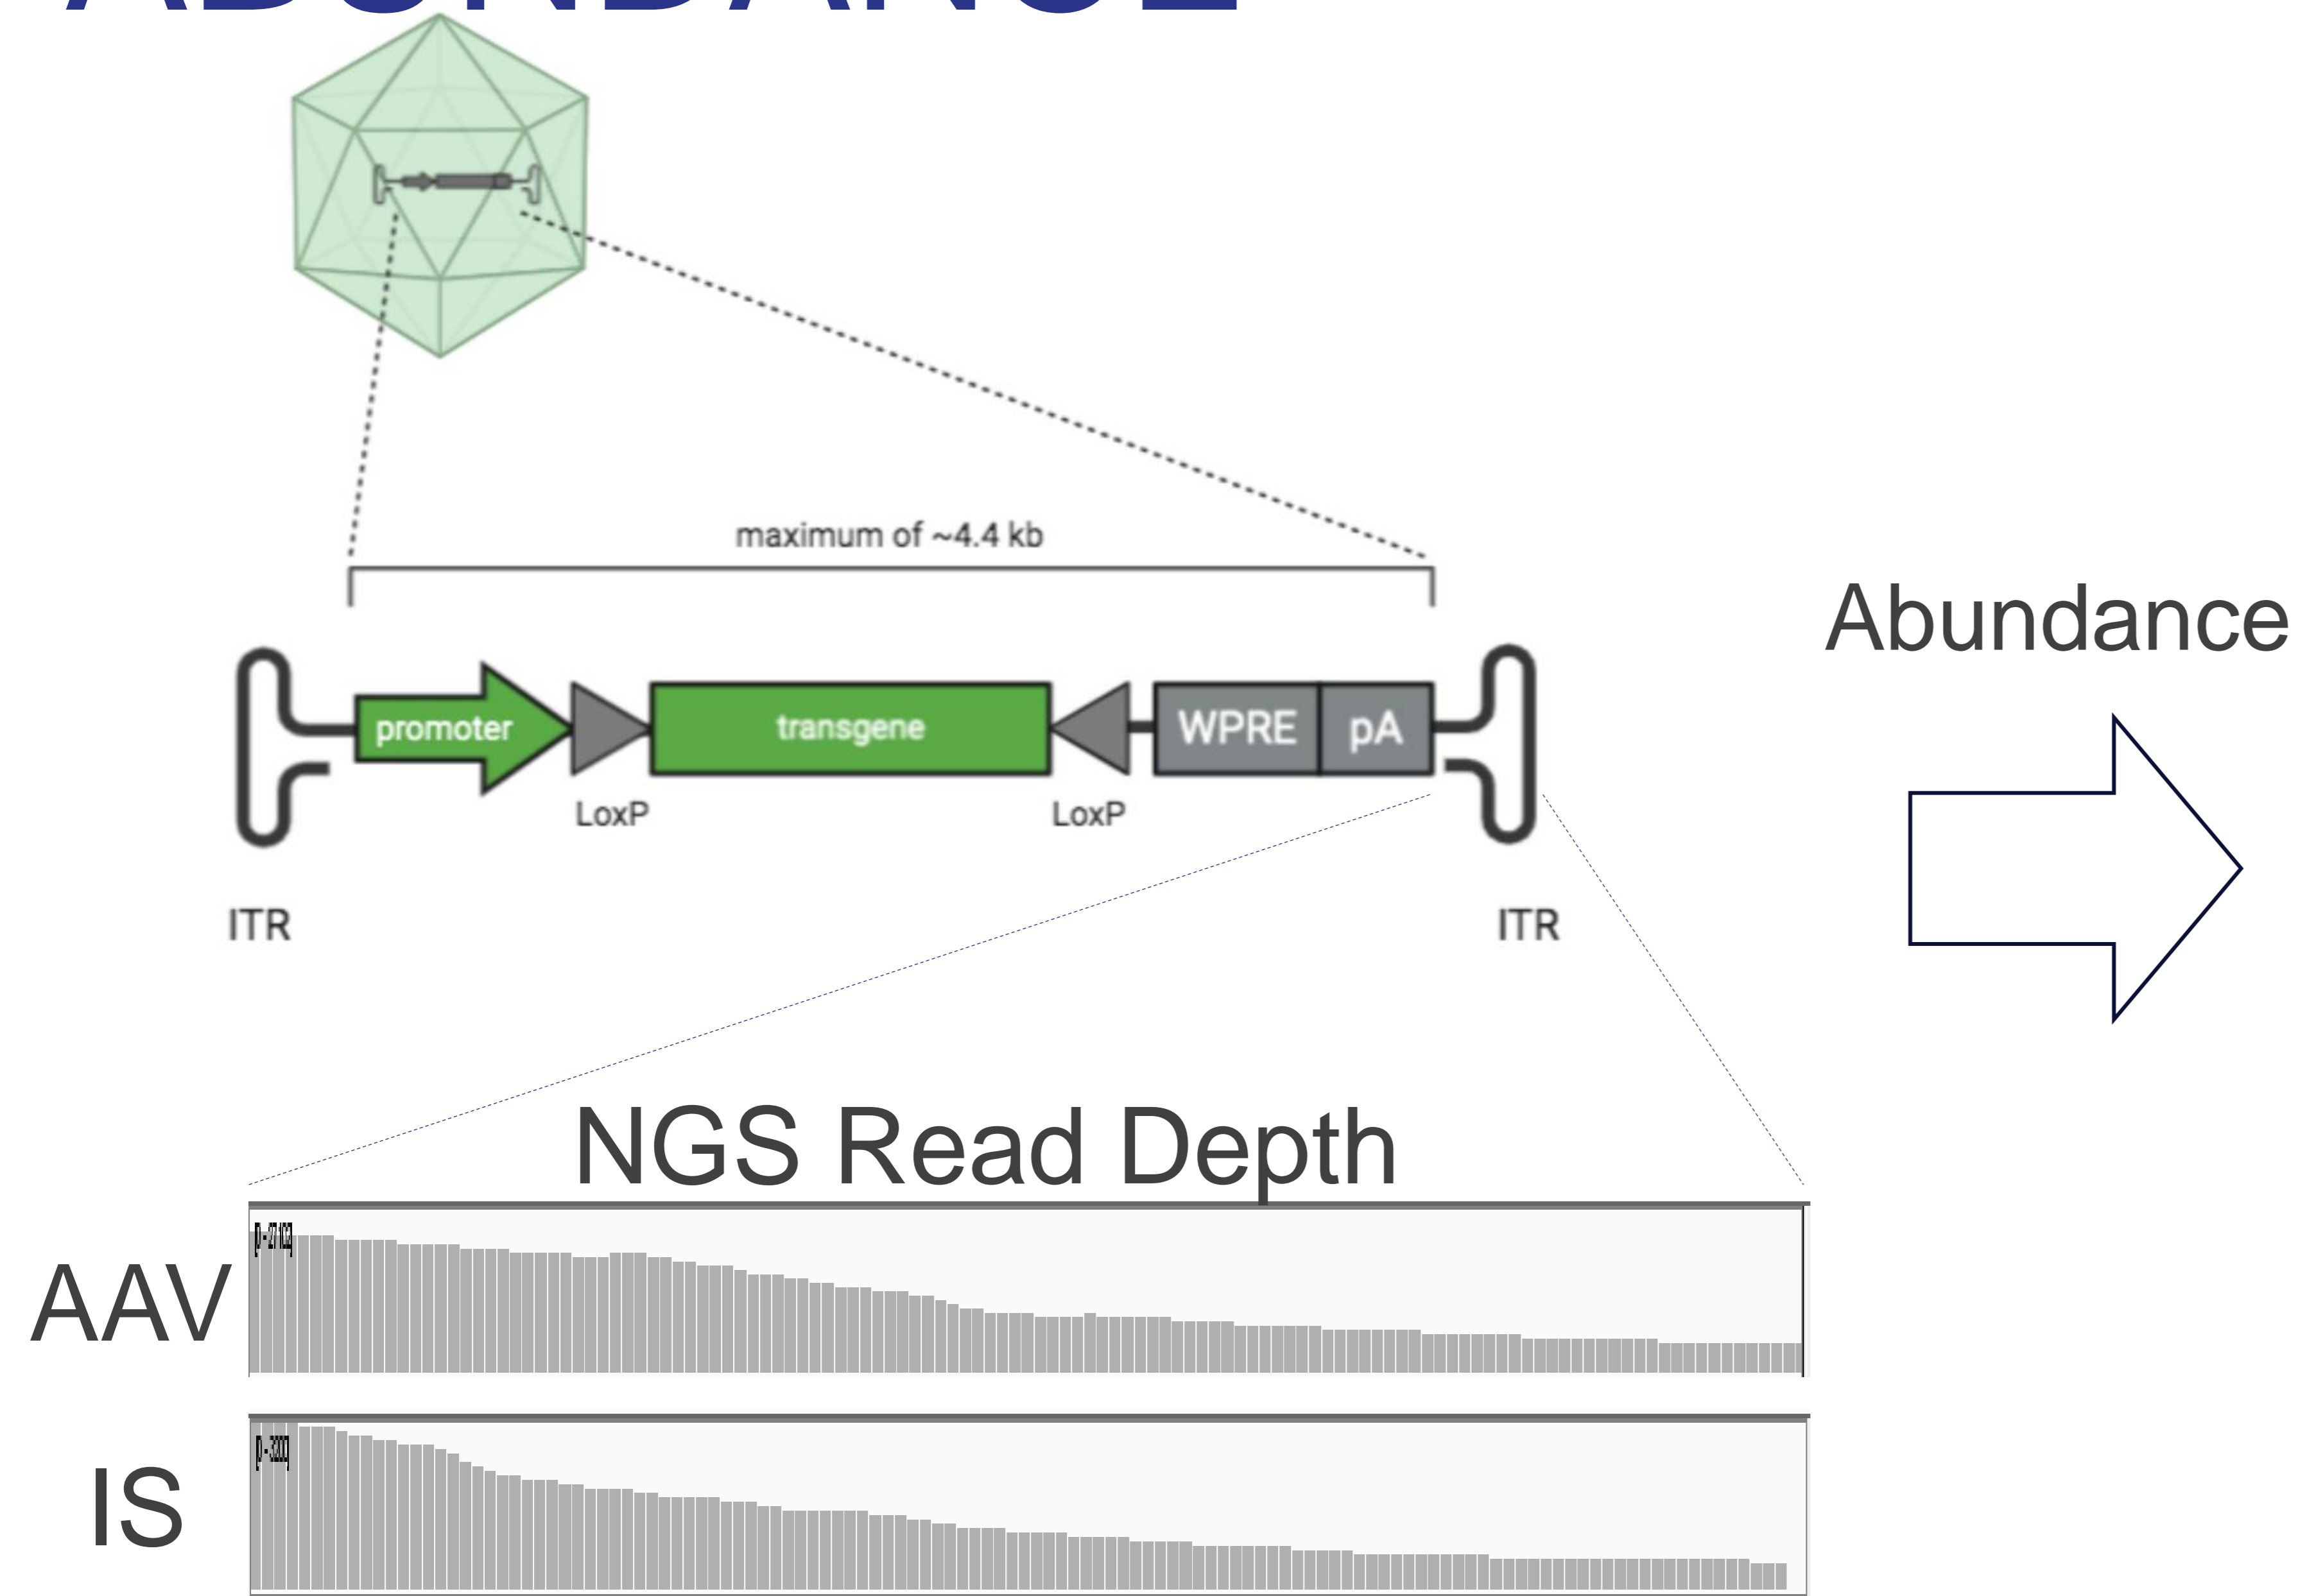 ABUNDANCE
maximum of ~4.4 kb
Abundance
promoter
transgene
WPRE
pA
LoxP
LoxP
ITR
ITR
NGS Read Depth
AAV
IS